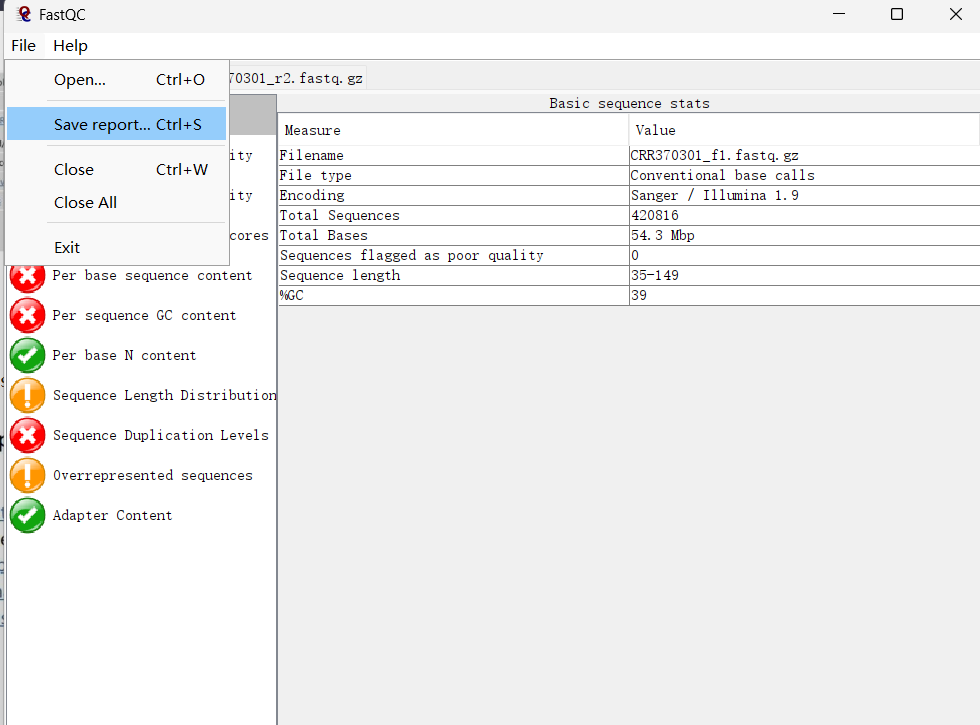 FastQC
File Help
Open... Ctrl+O
Save report... Ctrl+S
Close Ctrl+W
Close All
Exit
70301_r2.fastq.gz
ity
ity
cores
Per base sequence content
Per sequence GC content
Per base N content
Sequence Length Distribution
Sequence Duplication Levels
Overrepresented sequences
Adapter Content
Basic sequence stats
Measure Value
Filename CRR370301_f1.fastq.gz
File type Conventional base calls
Encoding Sanger / Illumina 1.9
Total Sequences 420816
Total Bases 54.3 Mbp
Sequences flagged as poor quality 0
Sequence length 35-149
%GC 39